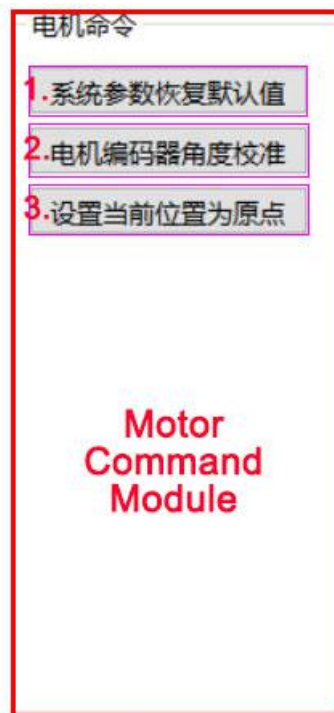 电机命令
1.系统参数恢复默认值
2.电机编码器角度校准
3.设置当前位置为原点
Motor
Command
Module